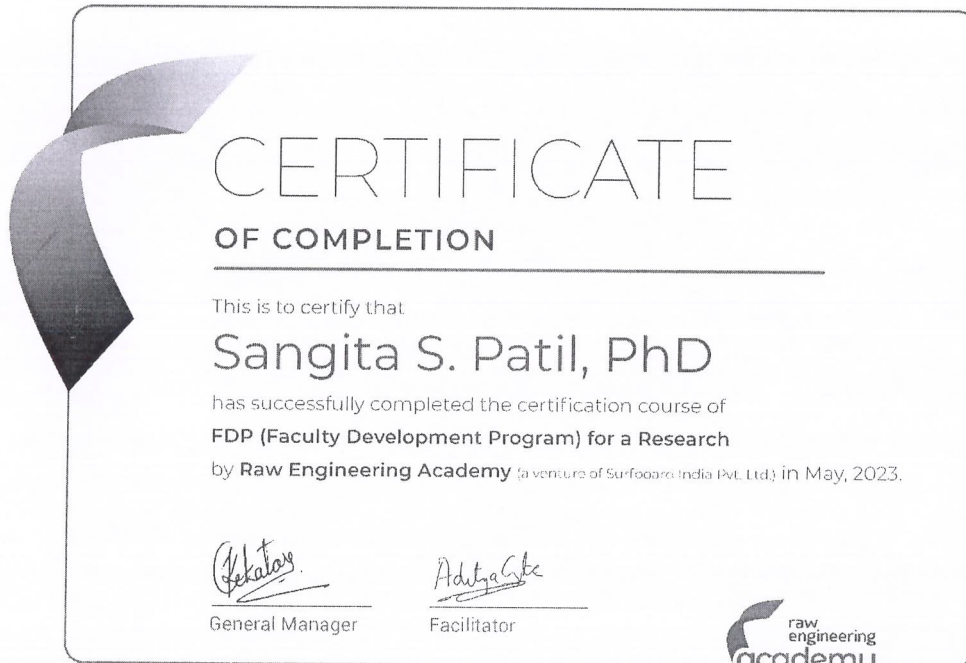 CERTIFICATE
OF COMPLETION
This is to certify that
Sangita S. Patil, PhD
has successfully completed the certification course of
FDP (Faculty Development Program) for a Research
by Raw Engineering Academy (a venture of Surfboard India Pvt. Ltd.) in May, 2023.
General Manager
Facilitator
raw
engineering
academy